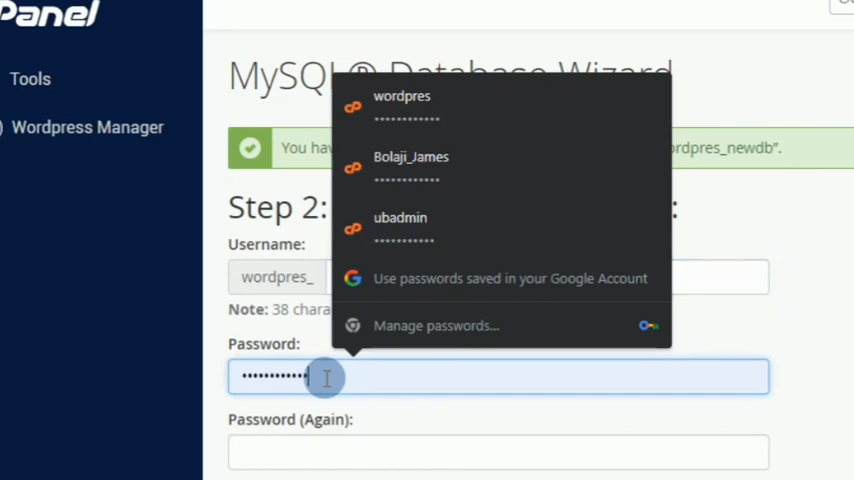 Panel
Tools
Wordpress Manager
MySQL® Database Wizard
You hav
ordpres_newdb”.
Step 2:
:
Username:
wordpres_
Note: 38 chara
Password:
••••••••••••
Password (Again):
wordpres
••••••••••••
Bolaji_James
••••••••••••
ubadmin
•••••••••••
Use passwords saved in your Google Account
Manage passwords...